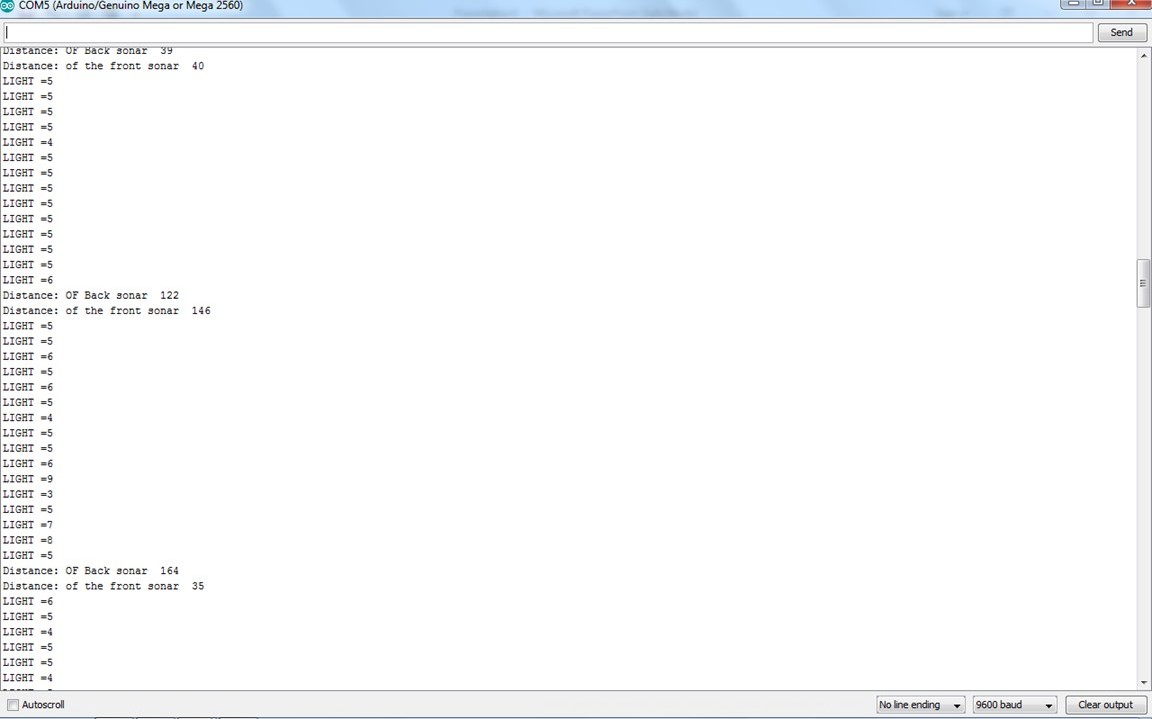 COM5 (Arduino/Genuino Mega or Mega 2560)
Send
Distance: OF Back sonar  39
Distance: of the front sonar  40
LIGHT =5
LIGHT =5
LIGHT =5
LIGHT =5
LIGHT =4
LIGHT =5
LIGHT =5
LIGHT =5
LIGHT =5
LIGHT =5
LIGHT =5
LIGHT =5
LIGHT =5
LIGHT =6
Distance: OF Back sonar  122
Distance: of the front sonar  146
LIGHT =5
LIGHT =5
LIGHT =6
LIGHT =5
LIGHT =6
LIGHT =5
LIGHT =4
LIGHT =5
LIGHT =5
LIGHT =6
LIGHT =9
LIGHT =3
LIGHT =5
LIGHT =7
LIGHT =8
LIGHT =5
Distance: OF Back sonar  164
Distance: of the front sonar  35
LIGHT =6
LIGHT =5
LIGHT =4
LIGHT =5
LIGHT =5
LIGHT =4
Autoscroll
No line ending
9600 baud
Clear output